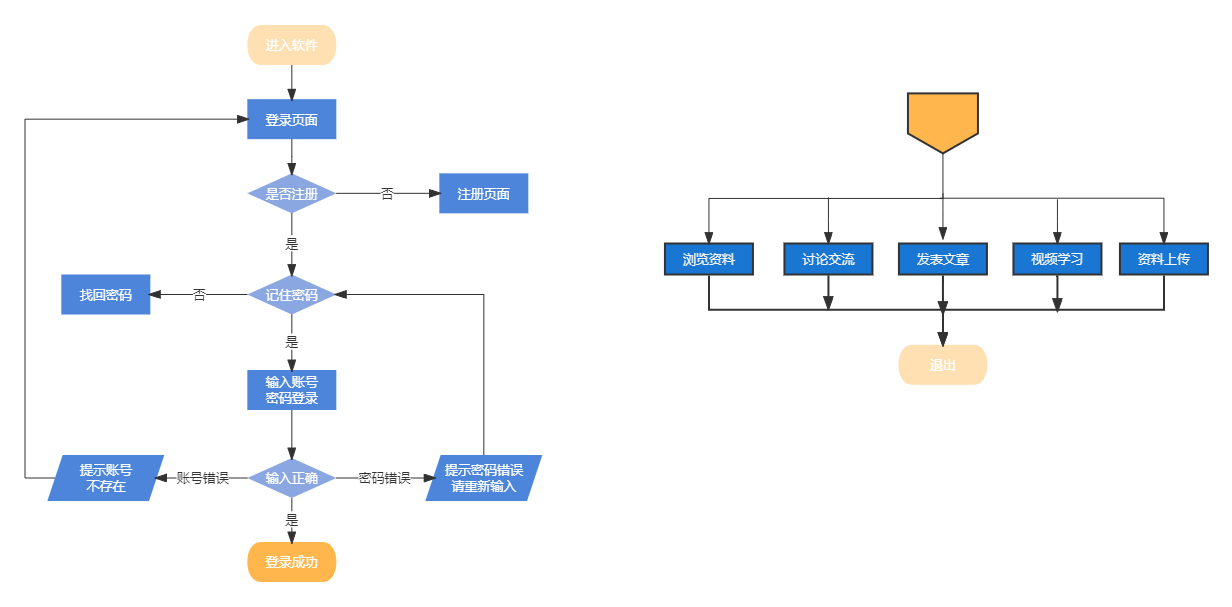 进入软件
登录页面
是否注册
否
注册页面
是
找回密码
否
记住密码
是
输入账号
密码登录
提示账号
不存在
账号错误
输入正确
密码错误
提示密码错误
请重新输入
是
登录成功
浏览资料
讨论交流
发表文章
视频学习
资料上传
退出